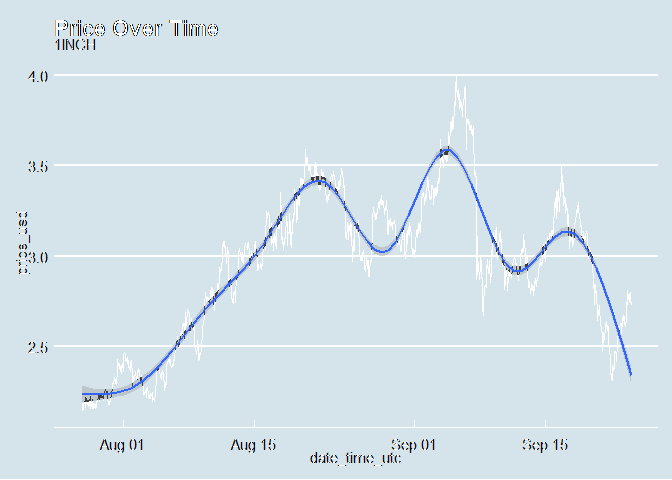 Price Over Time
1INCH
4.0
3.5
3.0
2.5
price_usd
Aug 01 Aug 15 Sep 01 Sep 15
date_time_utc